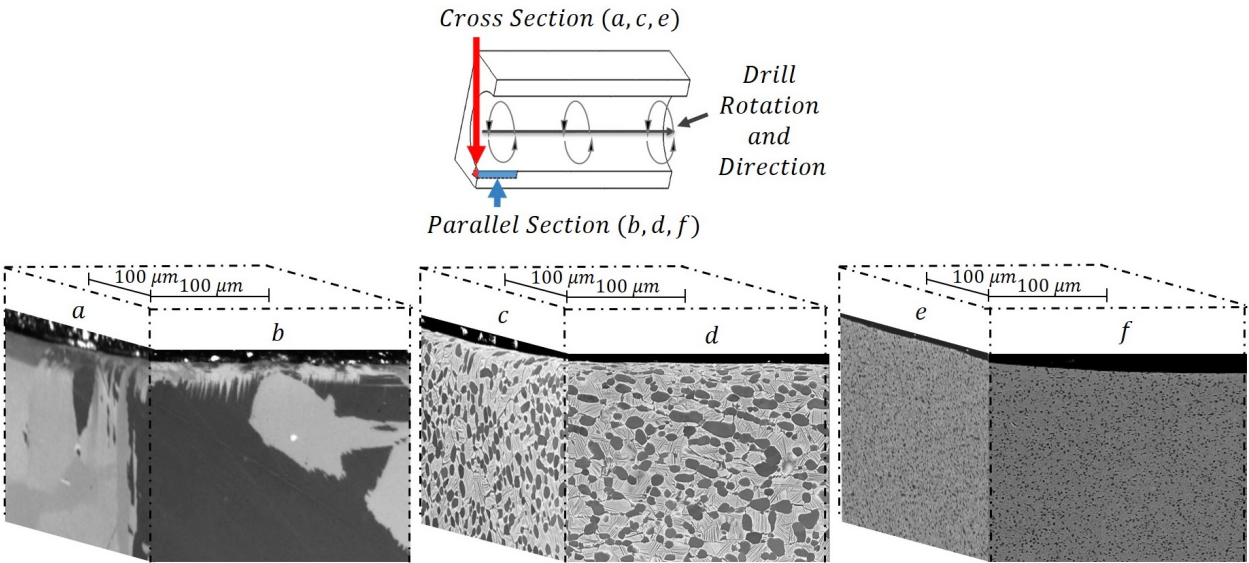 Cross Section (a, c, e)
Drill
Rotation
and
Direction
Parallel Section (b, d, f)
100 μm
100 μm
a
b
100 μm
100 μm
c
d
100 μm
100 μm
e
f